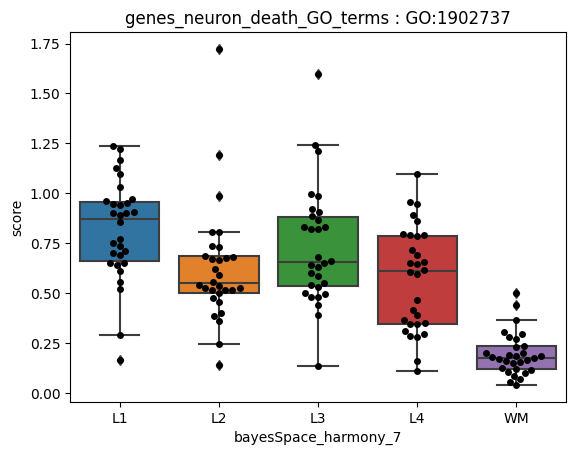 genes_neuron_death_GO_terms : GO:1902737
1.75
1.50
1.25
1.00
0.75
0.50
0.25
0.00
score
L1 L2 L3 L4 WM
bayesSpace_harmony_7